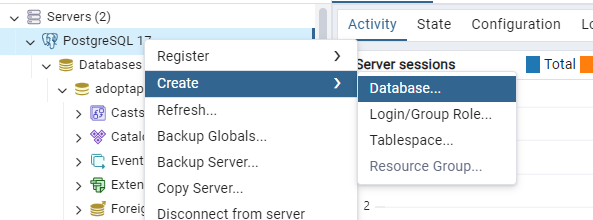 Servers (2)
Activity State Configuration
PostgreSQL 17
Register
Server sessions
Total
Databases
Create
Database...
adoptap
Refresh...
Login/Group Role...
Casts
Backup Globals...
Tablespace...
Catalo
Backup Server...
Resource Group...
Event
Copy Server...
Exten
Disconnect from server
2
Foreig